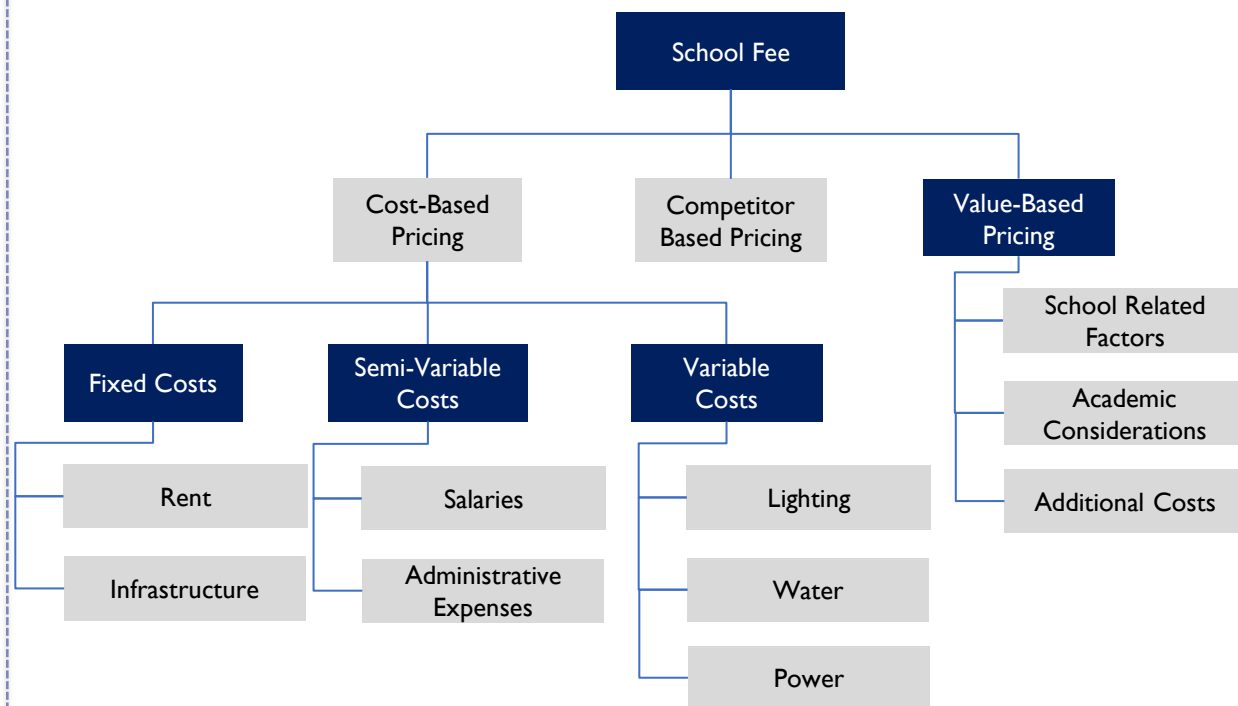 School Fee
Cost-Based
Pricing
Competitor
Based Pricing
Value-Based
Pricing
School Related
Factors
Fixed Costs
Semi-Variable
Costs
Variable
Costs
Academic
Considerations
Rent
Salaries
Lighting
Additional Costs
Infrastructure
Administrative
Expenses
Water
Power